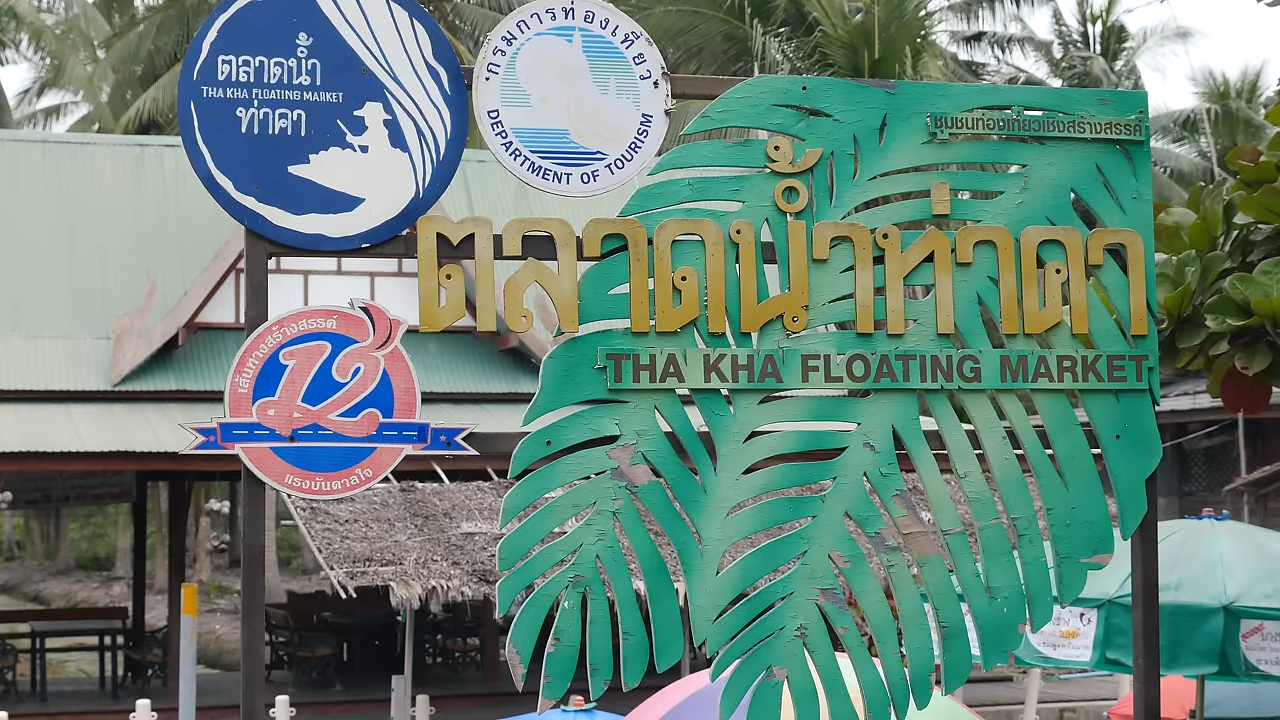 ตลาดน้ำ
THA KHA FLOATING MARKET
ท่าคา
กรมการท่องเที่ยว
DEPARTMENT OF TOURISM
ชุมชนท่องเที่ยวเชิงสร้างสรรค์
ตลาดน้ำท่าคา
THA KHA FLOATING MARKET
เส้นทางสร้างสรรค์
12
แรงบันดาลใจ